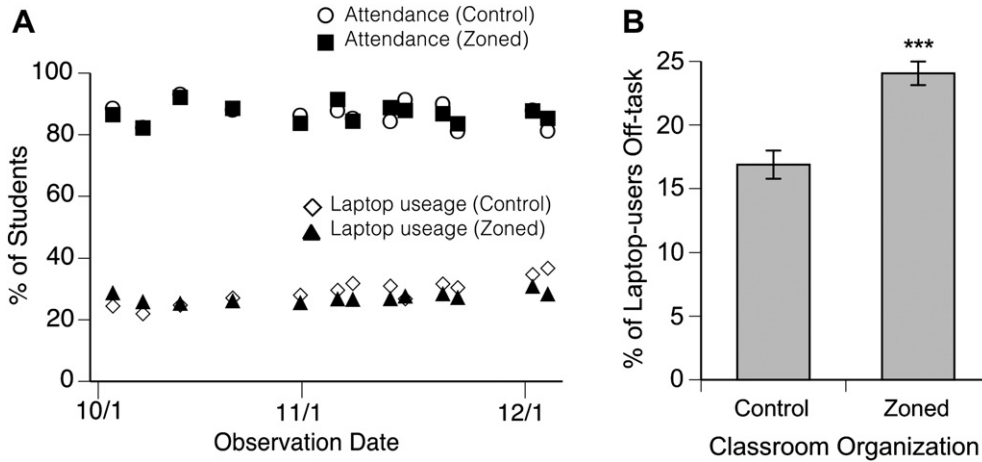 A
Attendance (Control)
Attendance (Zoned)
100
80
60
40
20
0
% of Students
Laptop useage (Control)
Laptop useage (Zoned)
10/1
11/1
12/1
Observation Date
B
***
25
20
15
10
5
0
% of Laptop-users Off-task
Control
Zoned
Classroom Organization